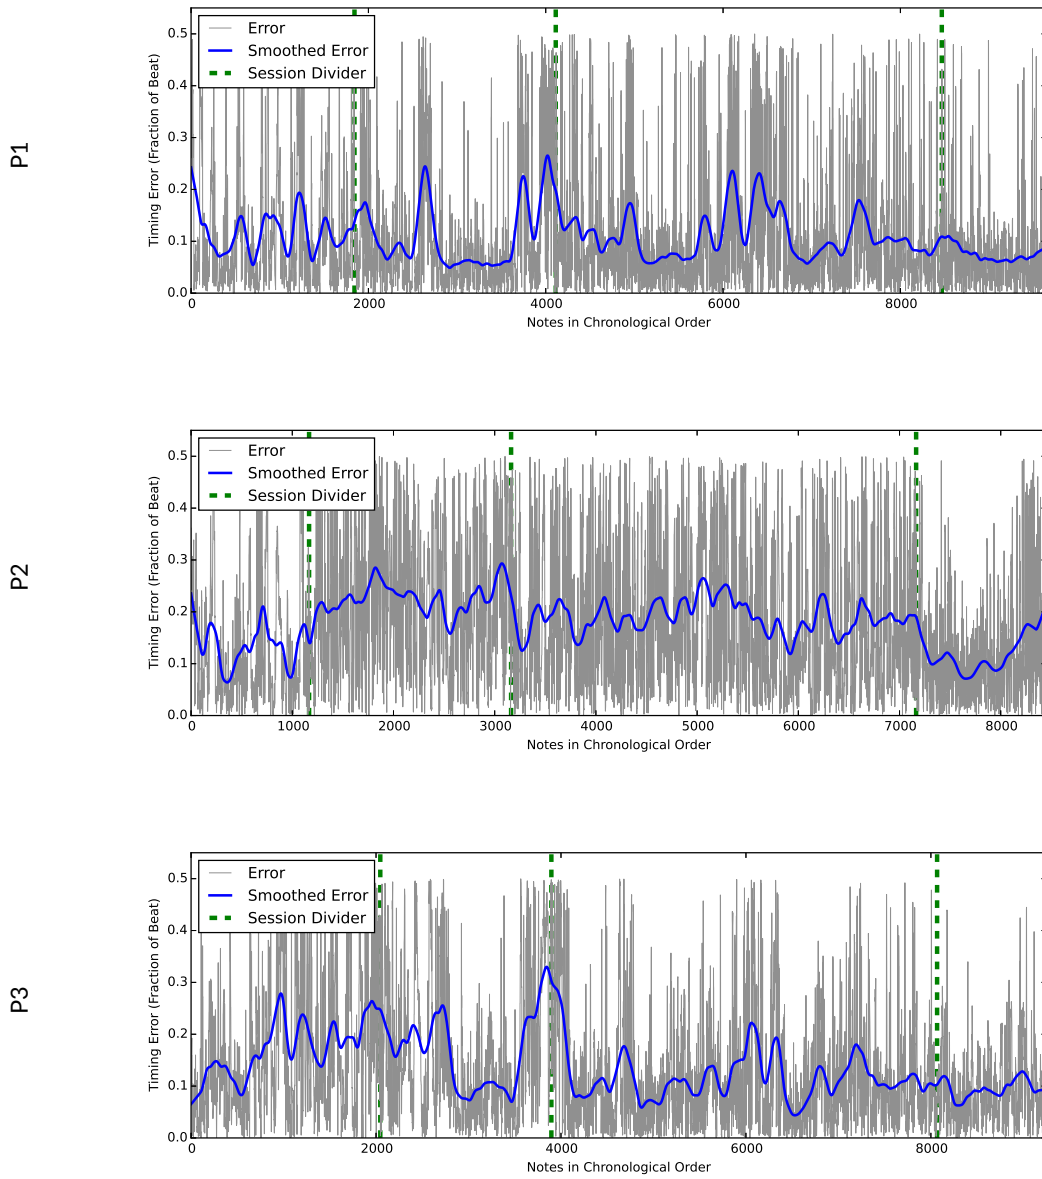 P1
Timing Error (Fraction of Beat)
0.5
0.4
0.3
0.2
0.1
0.0
Error
Smoothed Error
Session Divider
0 2000 4000 6000 8000
Notes in Chronological Order
P2
Timing Error (Fraction of Beat)
0.5
0.4
0.3
0.2
0.1
0.0
Error
Smoothed Error
Session Divider
0 1000 2000 3000 4000 5000 6000 7000 8000
Notes in Chronological Order
P3
Timing Error (Fraction of Beat)
0.5
0.4
0.3
0.2
0.1
0.0
Error
Smoothed Error
Session Divider
0 2000 4000 6000 8000
Notes in Chronological Order